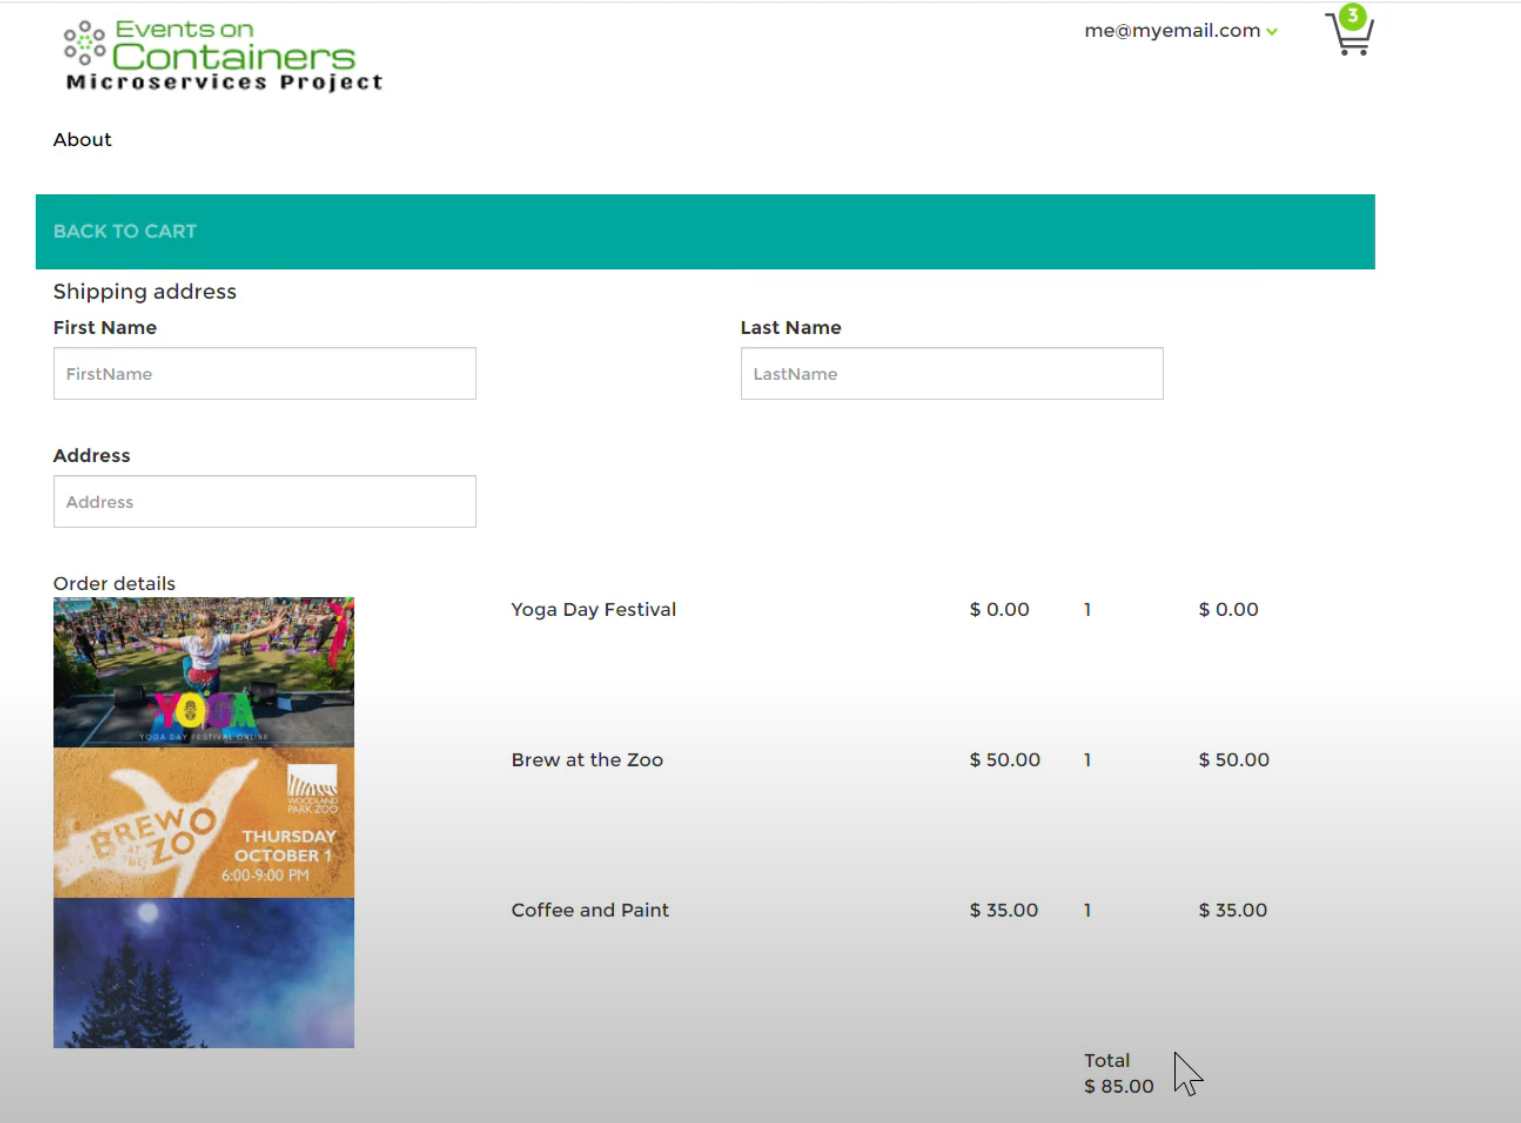 Events on
Containers
Microservices Project
me@myemail.com
3
About
BACK TO CART
Shipping address
First Name
Last Name
FirstName
LastName
Address
Address
Order details
Yoga Day Festival
$ 0.00
1
$ 0.00
YOGA
YOGA DAY FESTIVAL ONLINE
Brew at the Zoo
$ 50.00
1
$ 50.00
WOODLAND
PARK ZOO
BREW
AT THE
ZOO
THURSDAY
OCTOBER 1
6:00-9:00 PM
Coffee and Paint
$ 35.00
1
$ 35.00
Total
$ 85.00